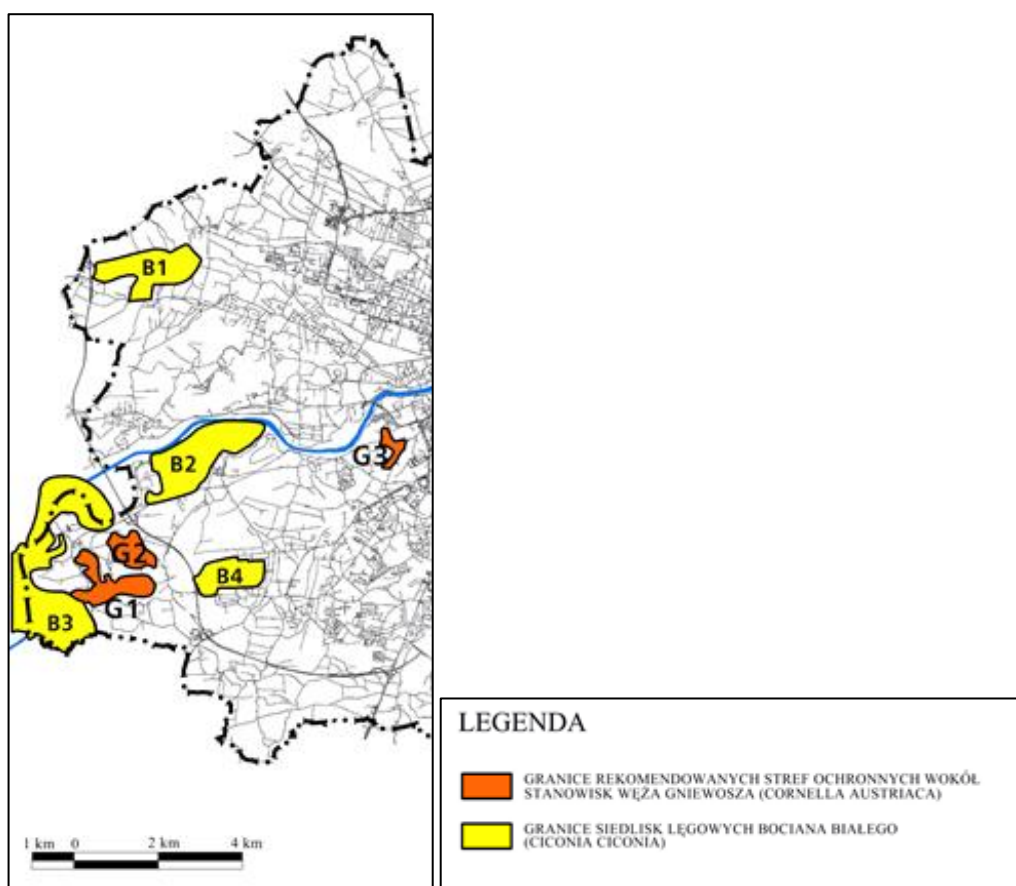 B1
B2
G3
G2
B4
G1
B3
1 km 0 2 km 4 km
LEGENDA
GRANICE REKOMENDOWANYCH STREF OCHRONNYCH WOKÓŁ
STANOWISK WĘŻA GNIEWOSZA (CORNELLA AUSTRIACA)
GRANICE SIEDLISK LĘGOWYCH BOCIANA BIAŁEGO
(CICONIA CICONIA)